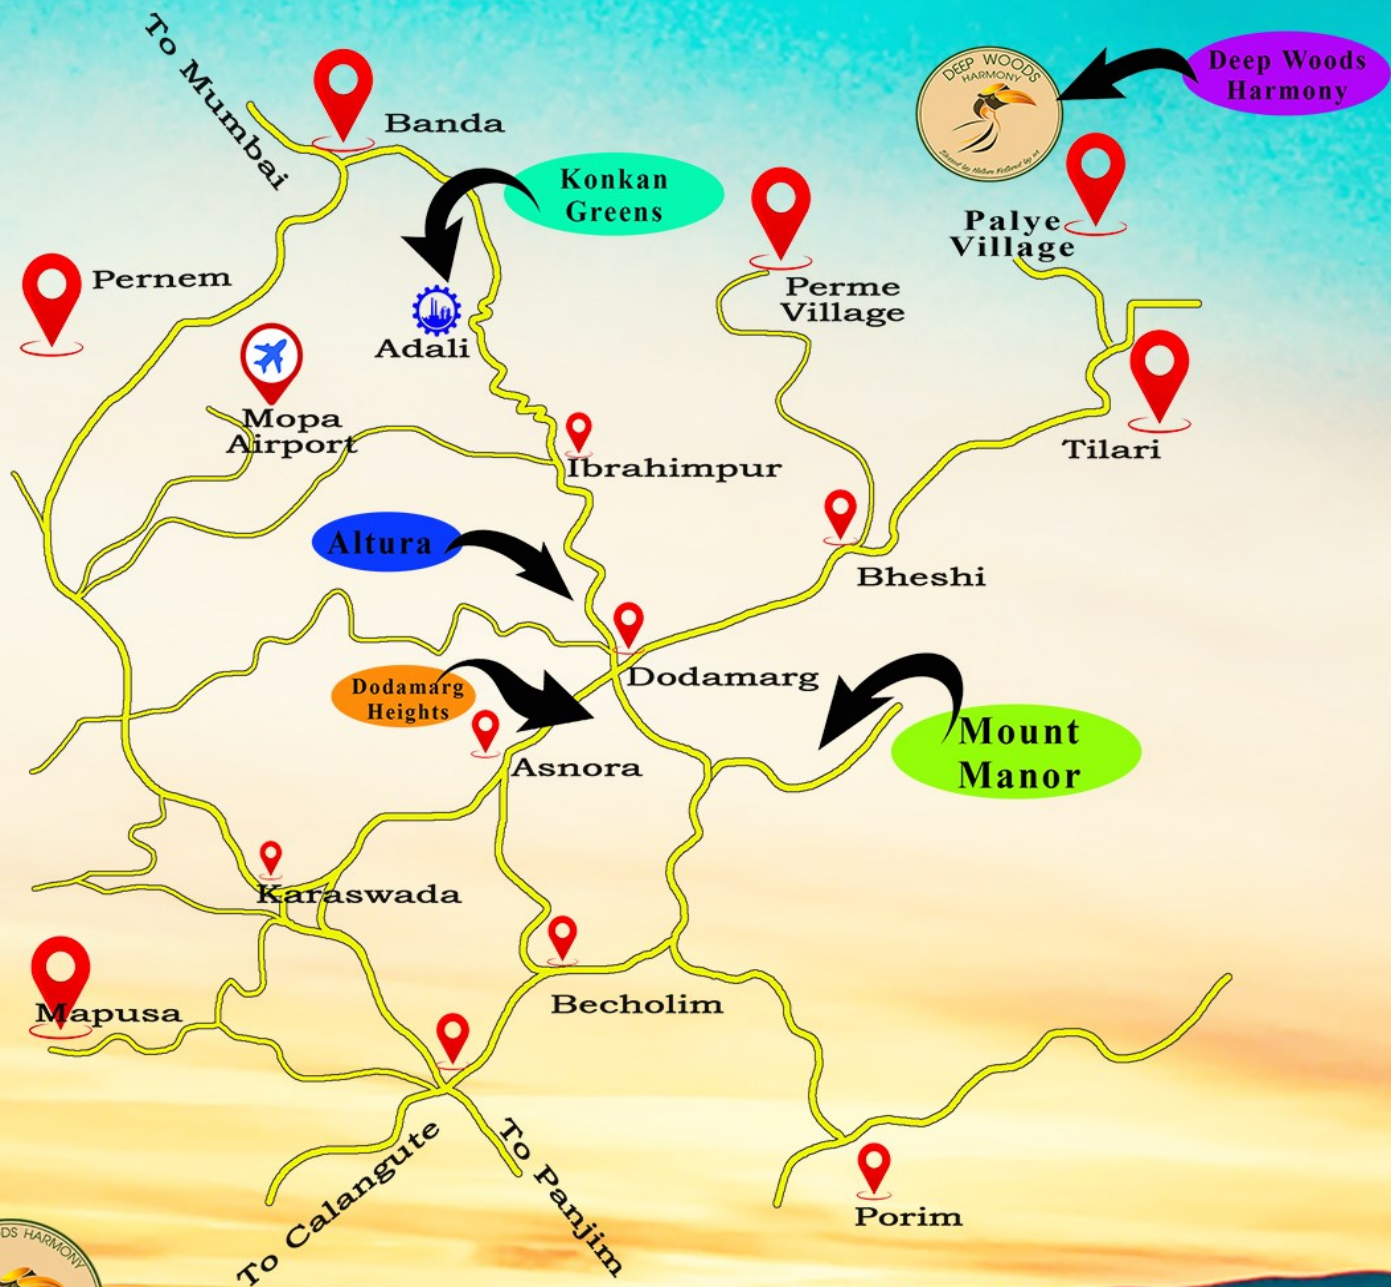 To Mumbai
Banda
DEEP WOODS
HARMONY
Deep Woods
Harmony
Konkan
Greens
Palye
Village
Pernem
Perme
Village
Adali
Mopa
Airport
Tilari
Ibrahimpur
Altura
Bheshi
Dodamarg
Dodamarg
Heights
Mount
Manor
Asnora
Karaswada
Becholim
Mapusa
To Calangute
To Panjim
Porim
DS HARMONY